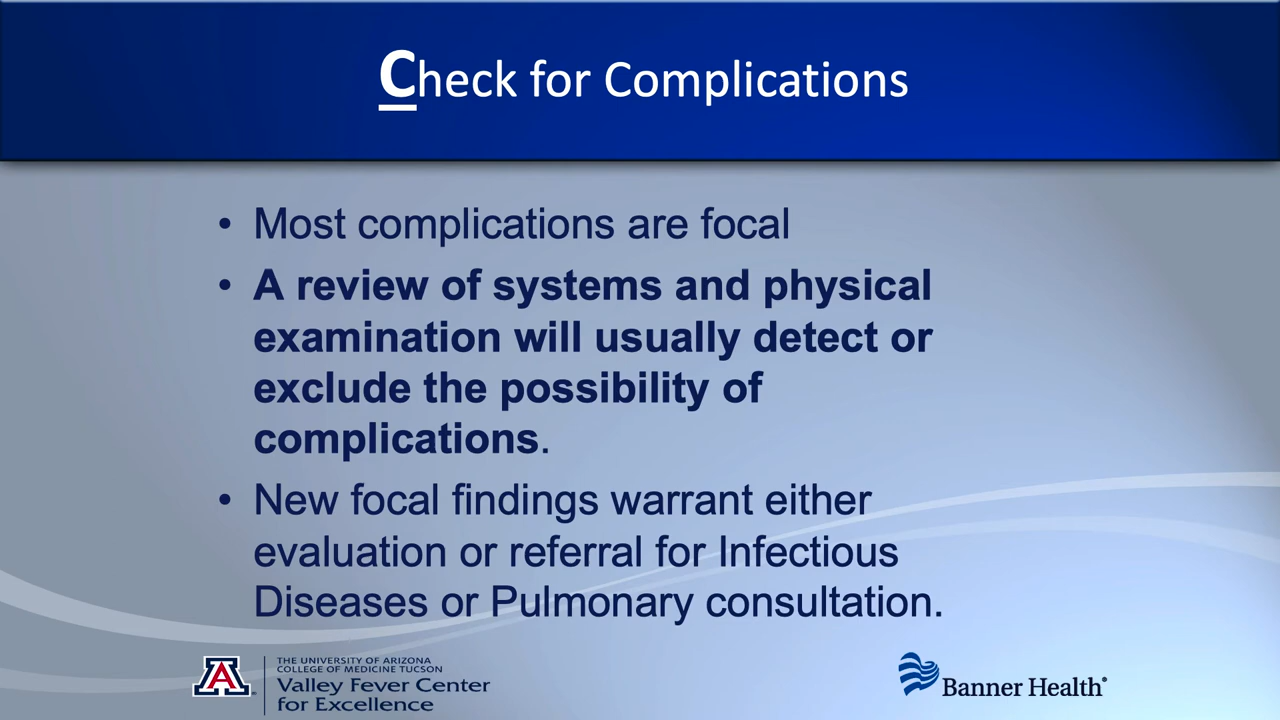 Check for Complications
• Most complications are focal
• A review of systems and physical
examination will usually detect or
exclude the possibility of
complications.
• New focal findings warrant either
evaluation or referral for Infectious
Diseases or Pulmonary consultation.
A
THE UNIVERSITY OF ARIZONA
COLLEGE OF MEDICINE TUCSON
Valley Fever Center
for Excellence
Banner Health®